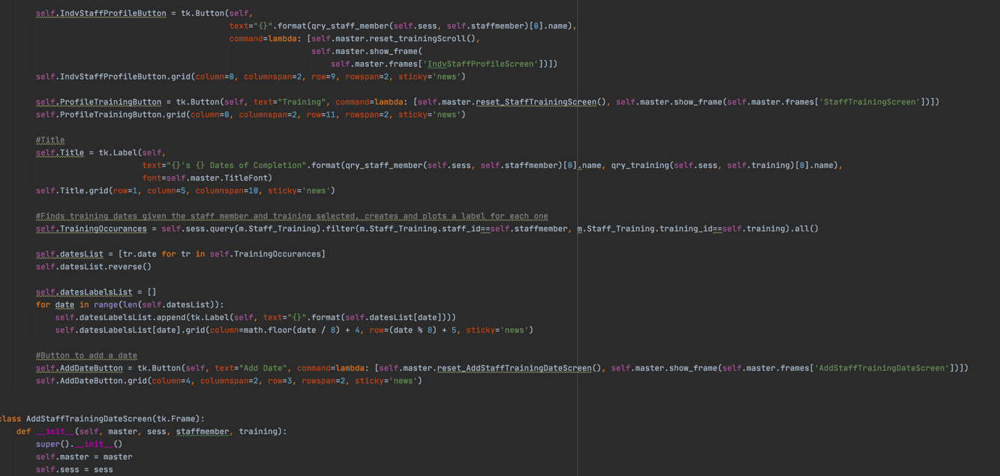 self.IndvStaffProfileButton = tk.Button(self,
text="{}".format(qry_staff_member(self.sess, self.staffmember)[0].name),
command=lambda: [self.master.reset_trainingScroll(),
self.master.show_frame(
self.master.frames['IndvStaffProfileScreen'])])
self.IndvStaffProfileButton.grid(column=0, columnspan=2, row=9, rowspan=2, sticky='news')
self.ProfileTrainingButton = tk.Button(self, text="Training", command=lambda: [self.master.reset_StaffTrainingScreen(), self.master.show_frame(self.master.frames['StaffTrainingScreen'])])
self.ProfileTrainingButton.grid(column=0, columnspan=2, row=11, rowspan=2, sticky='news')
#Title
self.Title = tk.Label(self,
text="{}'s {} Dates of Completion".format(qry_staff_member(self.sess, self.staffmember)[0].name, qry_training(self.sess, self.training)[0].name),
font=self.master.TitleFont)
self.Title.grid(row=1, column=5, columnspan=10, sticky='news')
#Finds training dates given the staff member and training selected, creates and plots a label for each one
self.TrainingOccurances = self.sess.query(m.Staff_Training).filter(m.Staff_Training.staff_id==self.staffmember, m.Staff_Training.training_id==self.training).all()
self.datesList = [tr.date for tr in self.TrainingOccurances]
self.datesList.reverse()
self.datesLabelsList = []
for date in range(len(self.datesList)):
self.datesLabelsList.append(tk.Label(self, text="{}".format(self.datesList[date])))
self.datesLabelsList[date].grid(column=math.floor(date / 8) + 4, row=(date % 8) + 5, sticky='news')
#Button to add a date
self.AddDateButton = tk.Button(self, text="Add Date", command=lambda: [self.master.reset_AddStaffTrainingDateScreen(), self.master.show_frame(self.master.frames['AddStaffTrainingDateScreen'])])
self.AddDateButton.grid(column=4, columnspan=2, row=3, rowspan=2, sticky='news')
class AddStaffTrainingDateScreen(tk.Frame):
def __init__(self, master, sess, staffmember, training):
super().__init__()
self.master = master
self.sess = sess